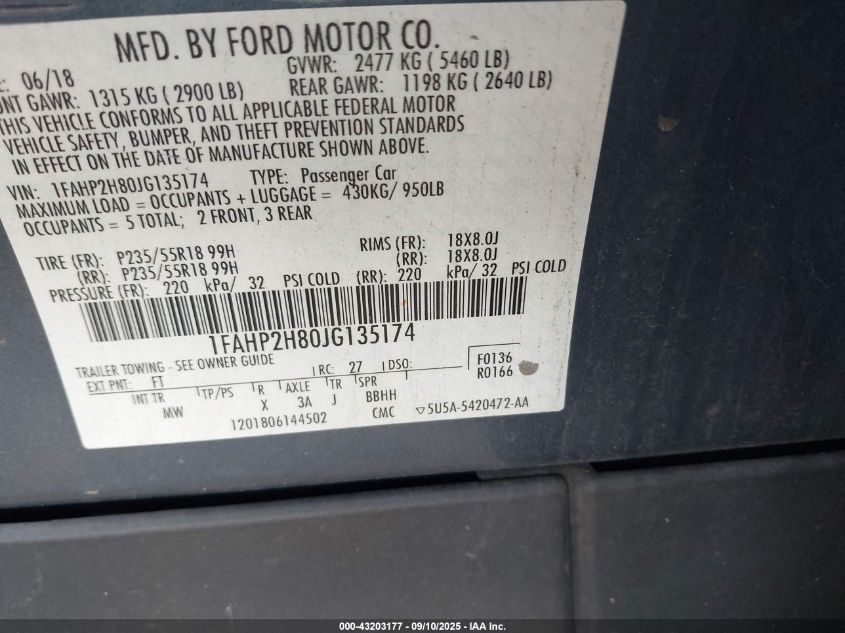 MFD. BY FORD MOTOR CO.
06/18 GVWR: 2477 KG ( 5460 LB)
NT GAWR: 1315 KG ( 2900 LB) REAR GAWR: 1198 KG ( 2640 LB)
THIS VEHICLE CONFORMS TO ALL APPLICABLE FEDERAL MOTOR
VEHICLE SAFETY, BUMPER, AND THEFT PREVENTION STANDARDS
IN EFFECT ON THE DATE OF MANUFACTURE SHOWN ABOVE.
VIN: 1FAHP2H80JG135174 TYPE: Passenger Car
MAXIMUM LOAD = OCCUPANTS + LUGGAGE = 430KG/ 950LB
OCCUPANTS = 5 TOTAL; 2 FRONT, 3 REAR
TIRE (FR): P235/55R18 99H RIMS (FR): 18X8.0J
(RR): P235/55R18 99H (RR): 18X8.0J
PRESSURE (FR): 220 kPa/ 32 PSI COLD (RR): 220 kPa/ 32 PSI COLD
1FAHP2H80JG135174
TRAILER TOWING - SEE OWNER GUIDE
EXT PNT: FT RC: 27 DSO: F0136
R0166
INT TR TP/PS R AXLE TR SPR
MW X 3A J BBHH
1201806144502 CMC ▽5U5A-5420472-AA
000-43203177 - 09/10/2025 - IAA Inc.